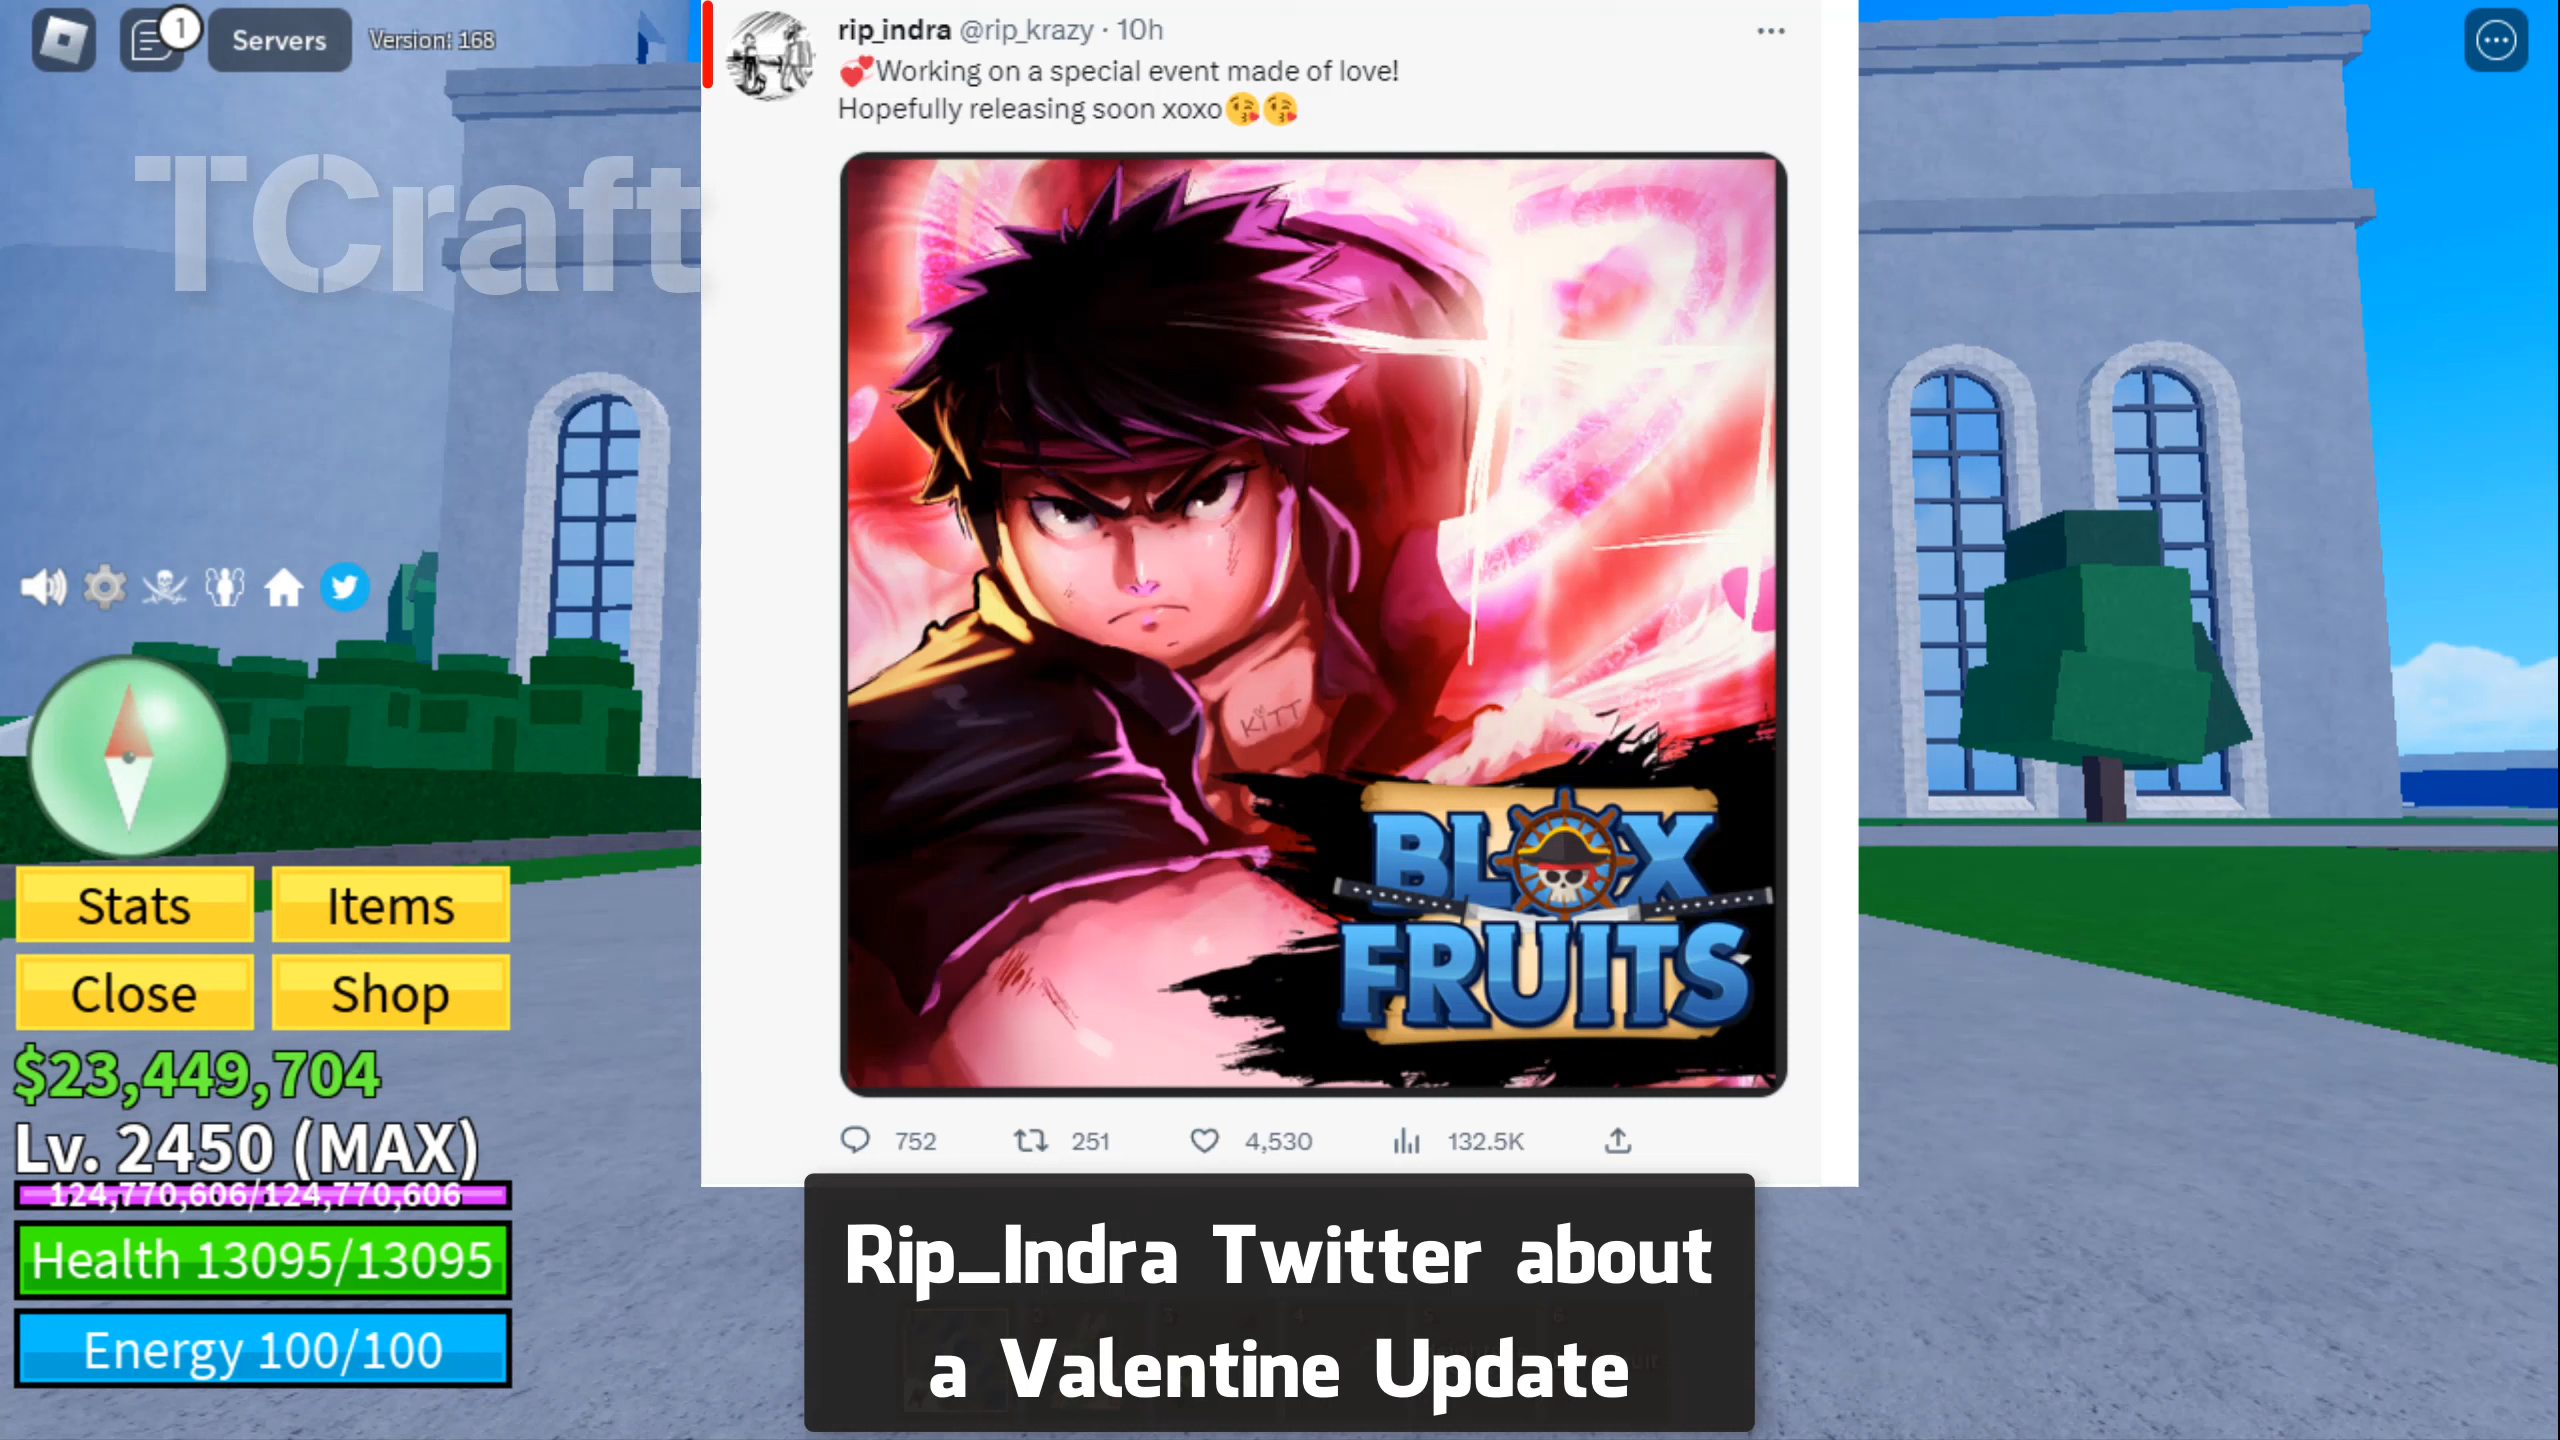 1
Servers
Version: 168
TCraft
rip_indra @rip_krazy · 10h
💞Working on a special event made of love!
Hopefully releasing soon xoxo😘😘
KiTT
BLOX
FRUITS
Stats
Items
Close
Shop
$23,449,704
Lv. 2450 (MAX)
124,770,606/124,770,606
Health 13095/13095
Energy 100/100
752
251
4,530
132.5K
Rip_Indra Twitter about
a Valentine Update